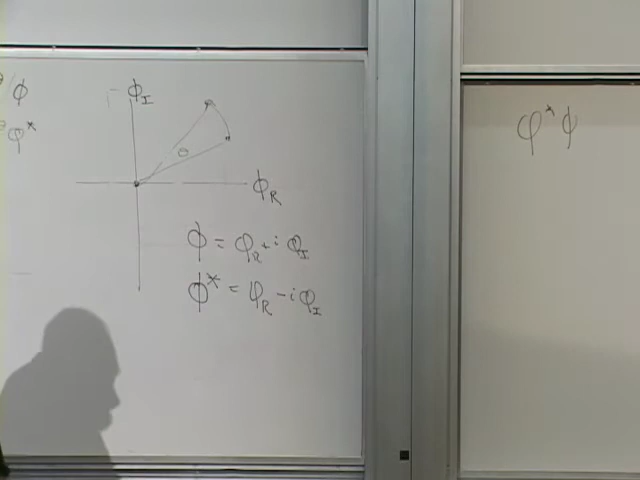 ϕ
φ*
ϕ_I
θ
ϕ_R
ϕ = φ_R + i φ_I
ϕ* = φ_R - i φ_I
φ* ϕ